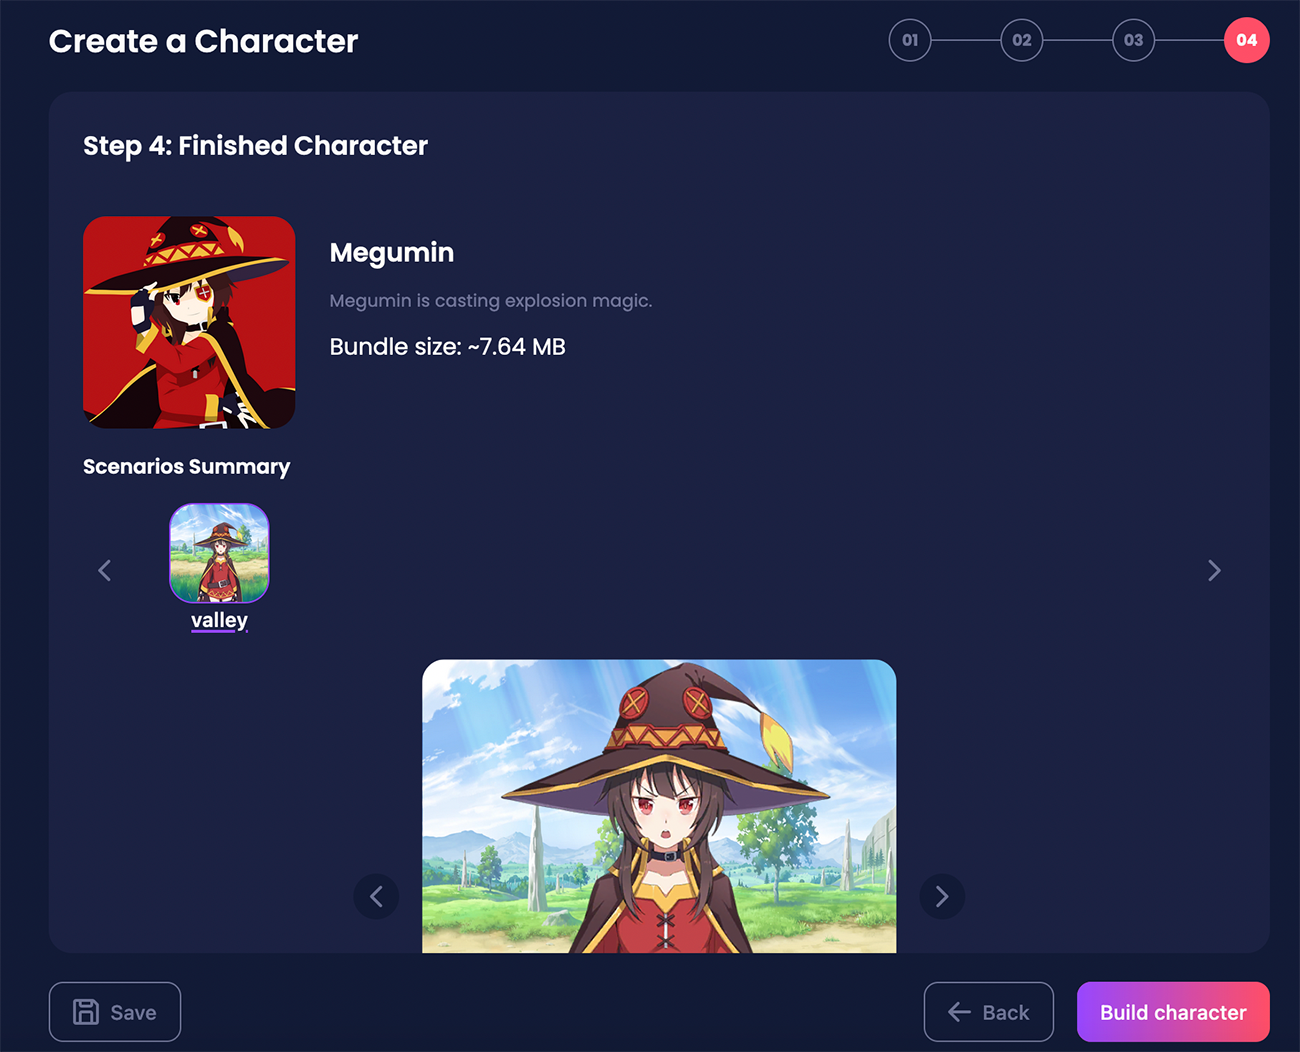 Create a Character
01
02
03
04
Step 4: Finished Character
Megumin
Megumin is casting explosion magic.
Bundle size: ~7.64 MB
Scenarios Summary
valley
Save
Back
Build character